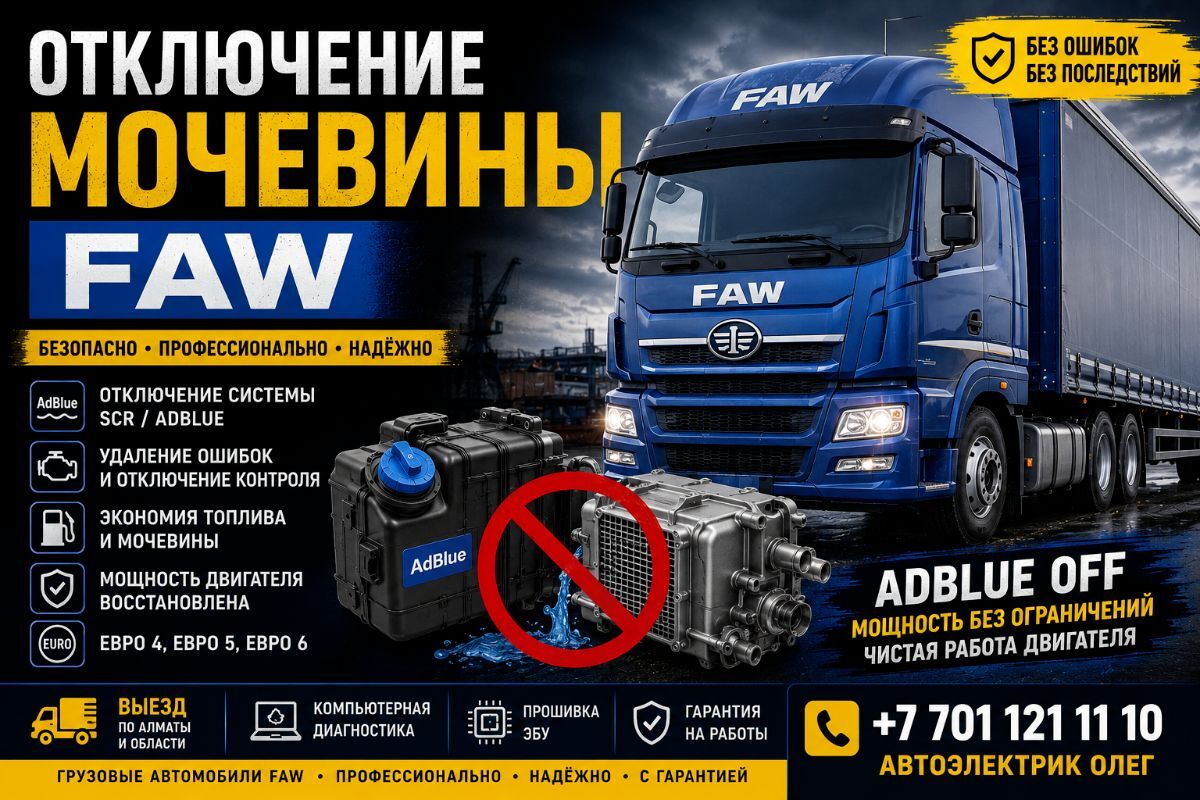 ОТКЛЮЧЕНИЕ
МОЧЕВИНЫ
FAW
БЕЗОПАСНО • ПРОФЕССИОНАЛЬНО • НАДЁЖНО
AdBlue
ОТКЛЮЧЕНИЕ СИСТЕМЫ
SCR / ADBLUE
УДАЛЕНИЕ ОШИБОК
И ОТКЛЮЧЕНИЕ КОНТРОЛЯ
ЭКОНОМИЯ ТОПЛИВА
И МОЧЕВИНЫ
МОЩНОСТЬ ДВИГАТЕЛЯ
ВОССТАНОВЛЕНА
EURO
ЕВРО 4, ЕВРО 5, ЕВРО 6
AdBlue
БЕЗ ОШИБОК
БЕЗ ПОСЛЕДСТВИЙ
FAW
FAW
ADBLUE OFF
МОЩНОСТЬ БЕЗ ОГРАНИЧЕНИЙ
ЧИСТАЯ РАБОТА ДВИГАТЕЛЯ
ВЫЕЗД
ПО АЛМАТЫ
И ОБЛАСТИ
КОМПЬЮТЕРНАЯ
ДИАГНОСТИКА
ПРОШИВКА
ЭБУ
ГАРАНТИЯ
НА РАБОТЫ
+7 701 121 11 10
АВТОЭЛЕКТРИК ОЛЕГ
ГРУЗОВЫЕ АВТОМОБИЛИ FAW • ПРОФЕССИОНАЛЬНО • НАДЁЖНО • С ГАРАНТИЕЙ